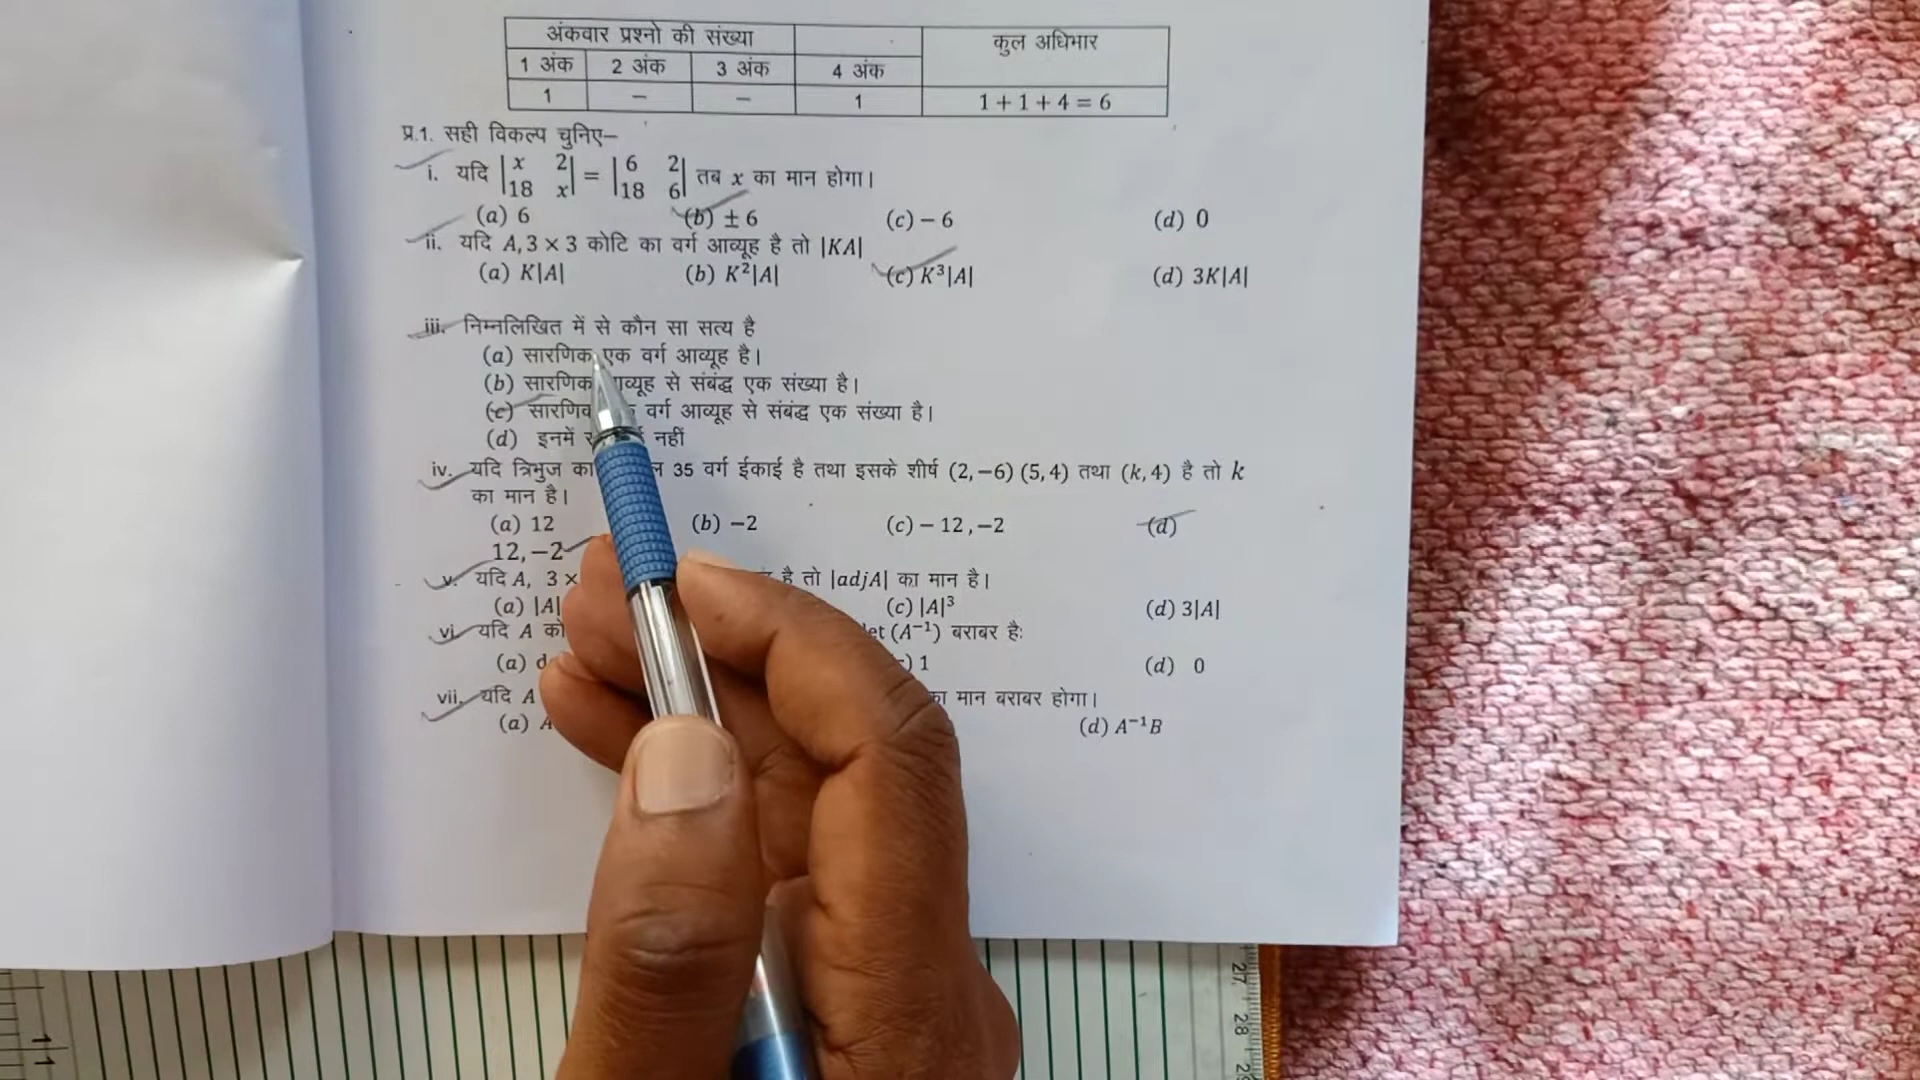 अंकवार प्रश्नो की संख्या कुल अधिभार
1 अंक 2 अंक 3 अंक 4 अंक
1 – – 1 1 + 1 + 4 = 6
प्र.1. सही विकल्प चुनिए–
i. यदि |x 2| = |6 2| तब x का मान होगा।
|18 x| |18 6|
(a) 6 (b) ± 6 (c) – 6 (d) 0
ii. यदि A, 3 × 3 कोटि का वर्ग आव्यूह है तो |KA|
(a) K|A| (b) K²|A| (c) K³|A| (d) 3K|A|
iii. निम्नलिखित में से कौन सा सत्य है
(a) सारणिक एक वर्ग आव्यूह है।
(b) सारणिक से संबंद्ध एक संख्या है।
(c) वर्ग आव्यूह से संबंद्ध एक संख्या है।
(d) इनमें नहीं
iv. यदि त्रिभुज का 35 वर्ग ईकाई है तथा इसके शीर्ष (2, –6) (5, 4) तथा (k, 4) है तो k
का मान है।
(a) 12 (b) –2 (c) – 12, –2 (d)
12, –2
v. यदि A, 3 × है तो |adjA| का मान है।
(a) |A| (c) |A|³ (d) 3|A|
vi. यदि A (A⁻¹) बराबर है:
(a) 1 (d) 0
vii. यदि A मान बराबर होगा।
(a) (d) A⁻¹B
27 28
11